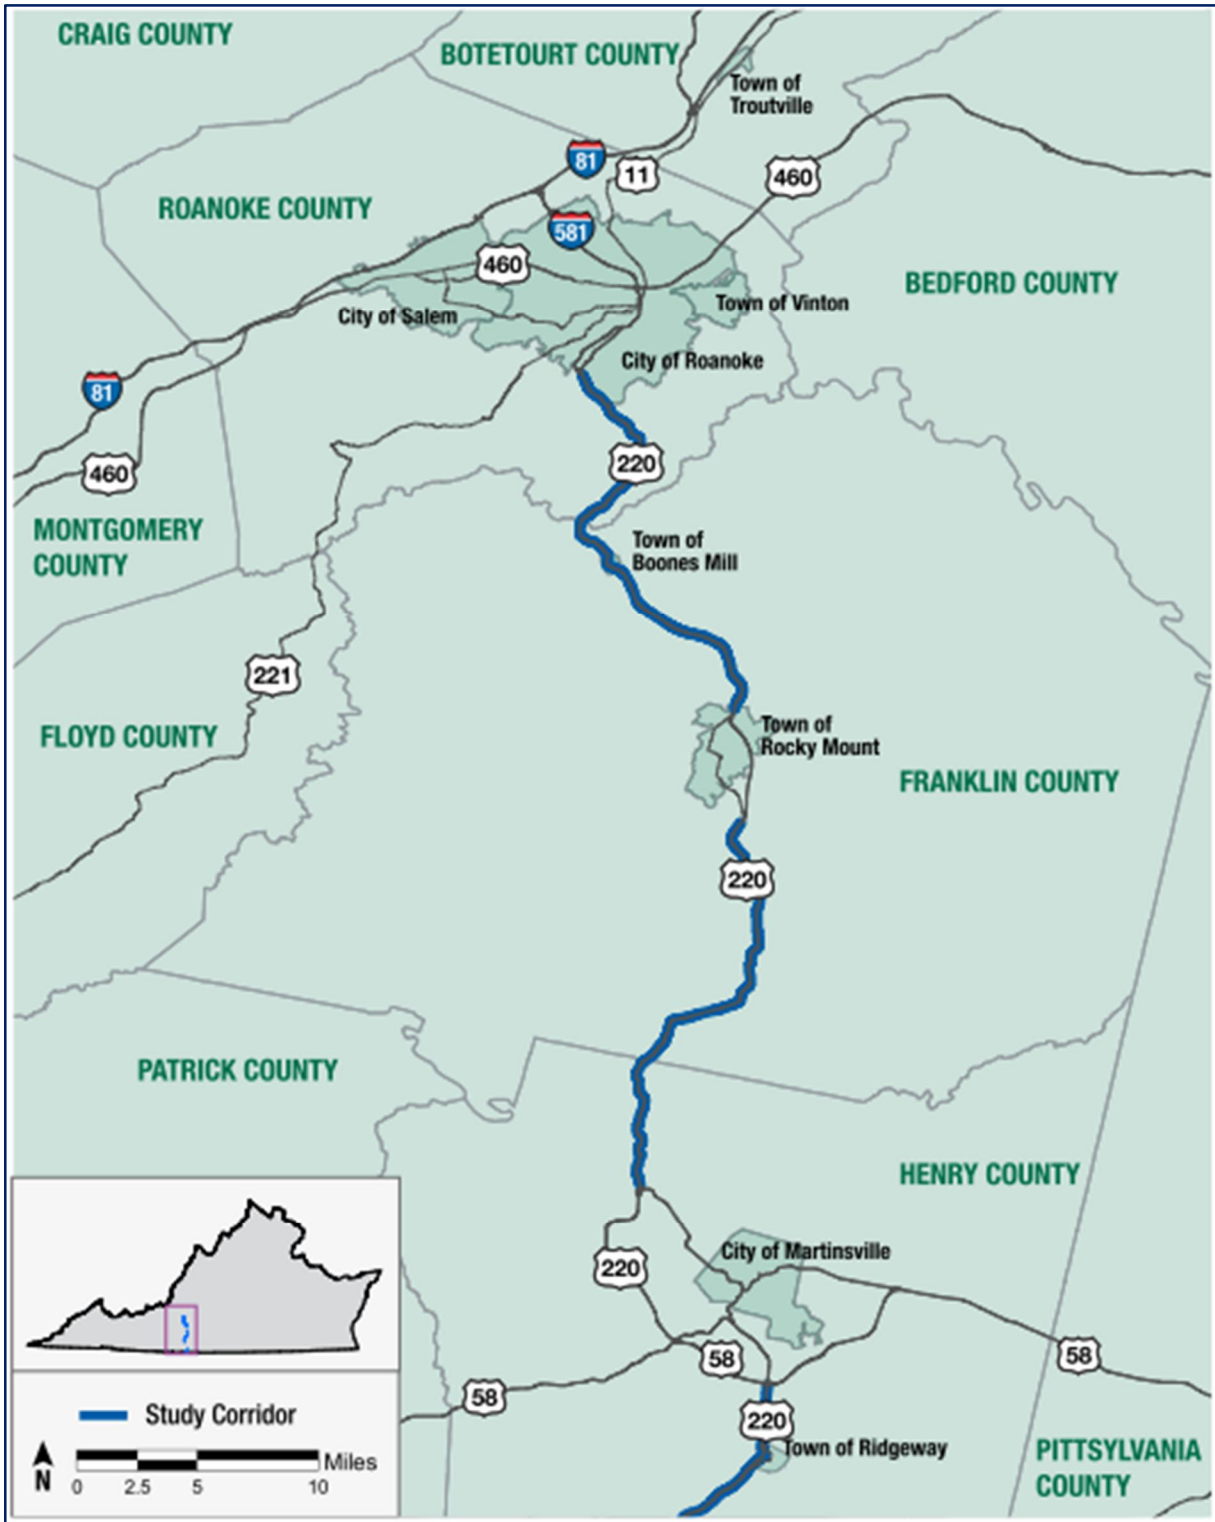 CRAIG COUNTY
BOTETOURT COUNTY
Town of
Troutville
81
11
460
ROANOKE COUNTY
581
460
BEDFORD COUNTY
Town of Vinton
City of Salem
City of Roanoke
81
220
460
MONTGOMERY
COUNTY
Town of
Boones Mill
221
FLOYD COUNTY
Town of
Rocky Mount
FRANKLIN COUNTY
220
PATRICK COUNTY
HENRY COUNTY
City of Martinsville
220
58
58
58
220
Town of Ridgeway
PITTSYLVANIA
COUNTY
Study Corridor
N
Miles
0 2.5 5 10